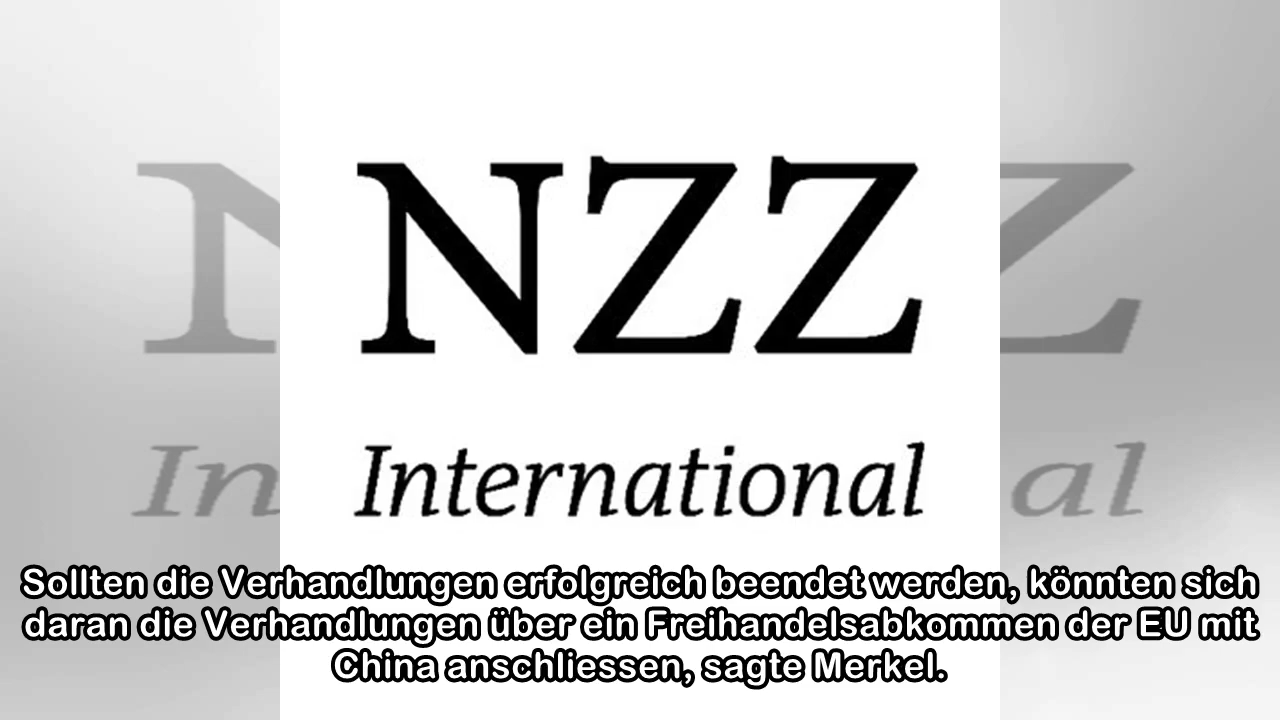 NZZ
International
Sollten die Verhandlungen erfolgreich beendet werden, könnten sich
daran die Verhandlungen über ein Freihandelsabkommen der EU mit
China anschliessen, sagte Merkel.